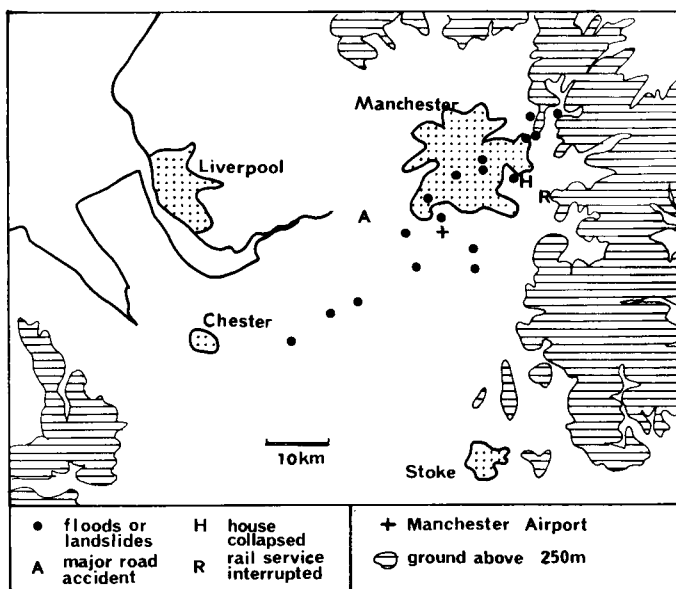 Manchester
Liverpool
H
R
A
Chester
10km
Stoke
floods or
landslides
A major road
accident
H house
collapsed
R rail service
interrupted
+ Manchester Airport
ground above 250m